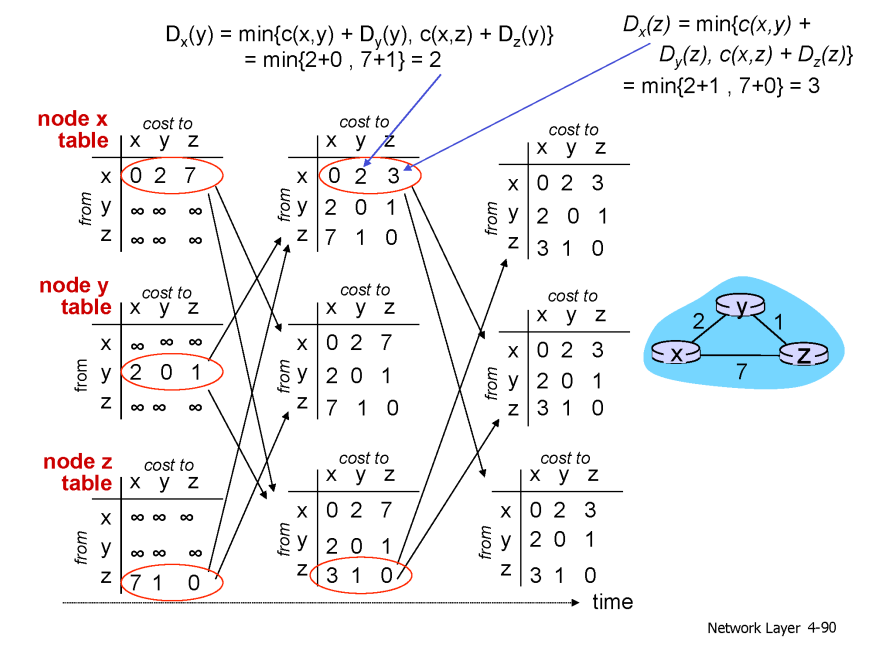 D_x(y) = min{c(x,y) + D_y(y), c(x,z) + D_z(y)}
= min{2+0 , 7+1} = 2
D_x(z) = min{c(x,y) +
D_y(z), c(x,z) + D_z(z)}
= min{2+1 , 7+0} = 3
node x
table
cost to
x y z
from
x 0 2 7
y ∞ ∞ ∞
z ∞ ∞ ∞
cost to
x y z
from
x 0 2 3
y 2 0 1
z 7 1 0
cost to
x y z
from
x 0 2 3
y 2 0 1
z 3 1 0
node y
table
cost to
x y z
from
x ∞ ∞ ∞
y 2 0 1
z ∞ ∞ ∞
cost to
x y z
from
x 0 2 7
y 2 0 1
z 7 1 0
cost to
x y z
from
x 0 2 3
y 2 0 1
z 3 1 0
y
2
1
x
z
7
node z
table
cost to
x y z
from
x ∞ ∞ ∞
y ∞ ∞ ∞
z 7 1 0
cost to
x y z
from
x 0 2 7
y 2 0 1
z 3 1 0
cost to
x y z
from
x 0 2 3
y 2 0 1
z 3 1 0
time
Network Layer 4-90